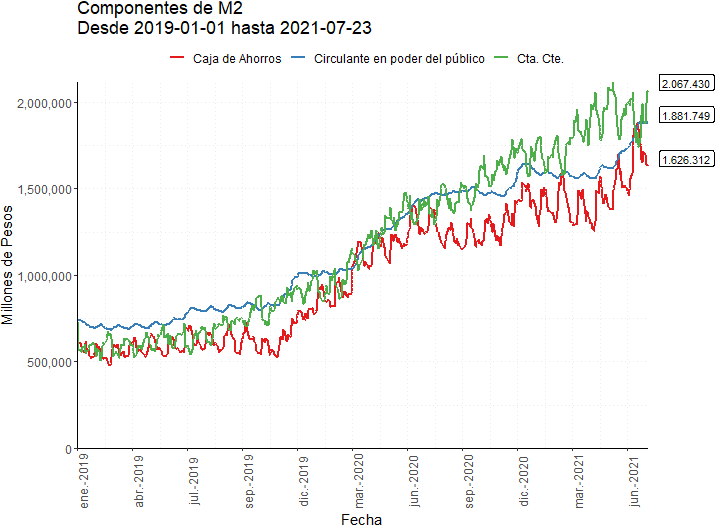 Componentes de M2
Desde 2019-01-01 hasta 2021-07-23
Caja de Ahorros Circulante en poder del público Cta. Cte.
2.067.430
2,000,000
1.881.749
1.626.312
1,500,000
1,000,000
500,000
0
Millones de Pesos
ene.-2019 abr.-2019 jul.-2019 sep.-2019 dic.-2019 mar.-2020 jun.-2020 sep.-2020 dic.-2020 mar.-2021 jun.-2021
Fecha